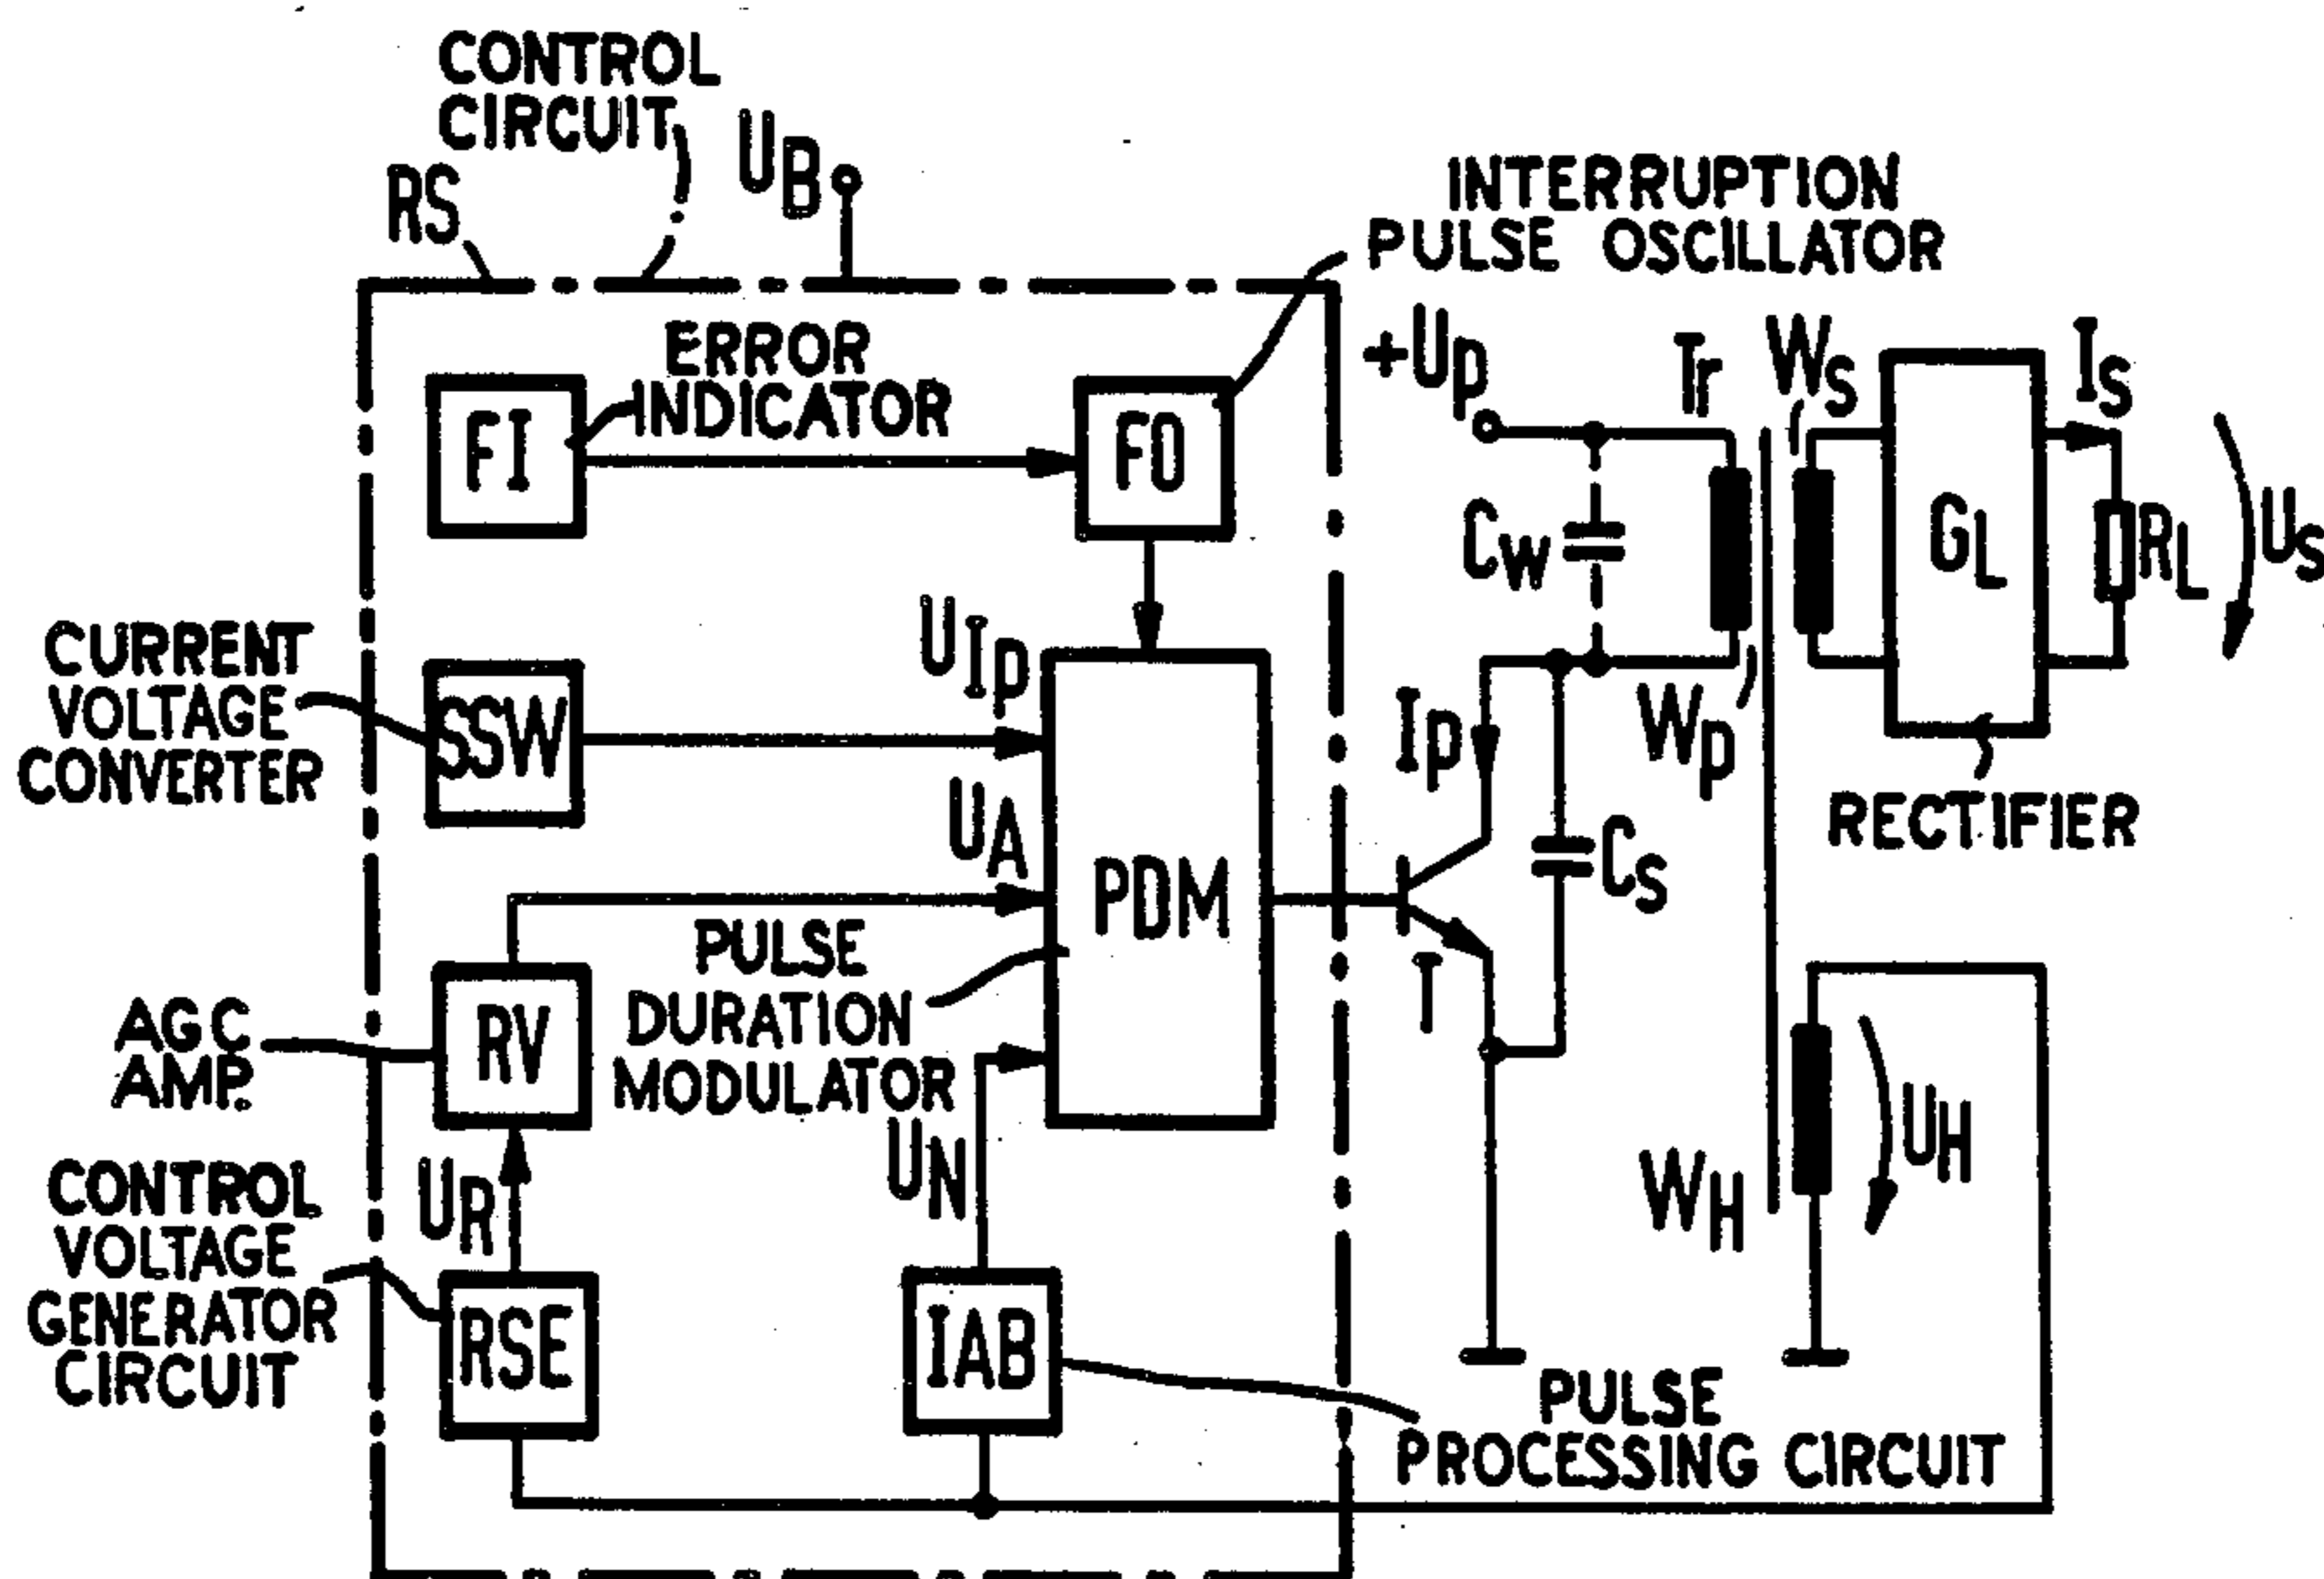 CONTROL
CIRCUIT
RS
UB
INTERRUPTION
PULSE OSCILLATOR
ERROR
INDICATOR
FI
FO
+UP
Tr
WS
IS
CW
GL
RL
US
CURRENT
VOLTAGE
CONVERTER
SSW
UIP
IP
WP
RECTIFIER
UA
PDM
CS
PULSE
DURATION
MODULATOR
T
AGC
AMP.
RV
UR
UN
WH
UH
CONTROL
VOLTAGE
GENERATOR
CIRCUIT
RSE
IAB
PULSE
PROCESSING CIRCUIT